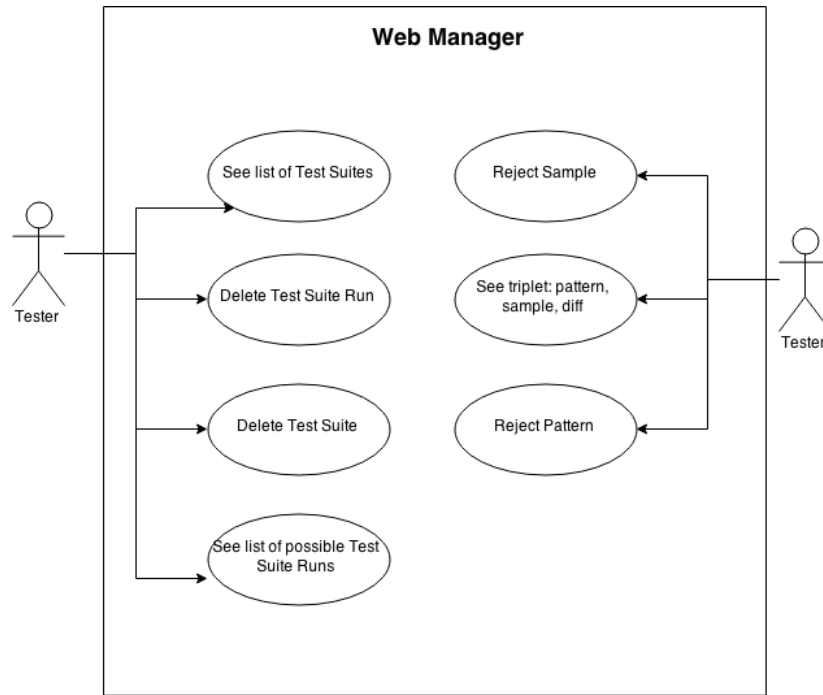 Web Manager
See list of Test Suites
Reject Sample
Tester
Delete Test Suite Run
See triplet: pattern,
sample, diff
Tester
Delete Test Suite
Reject Pattern
See list of possible Test
Suite Runs